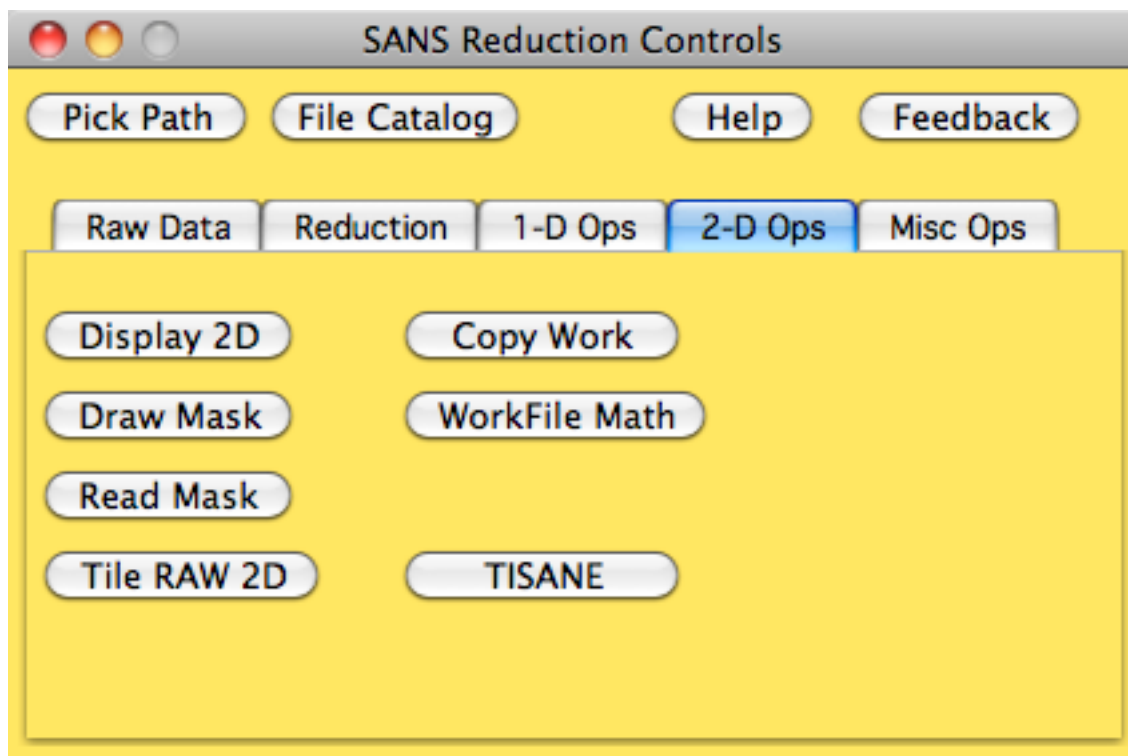 SANS Reduction Controls
Pick Path File Catalog Help Feedback
Raw Data Reduction 1-D Ops 2-D Ops Misc Ops
Display 2D Copy Work
Draw Mask WorkFile Math
Read Mask
Tile RAW 2D TISANE